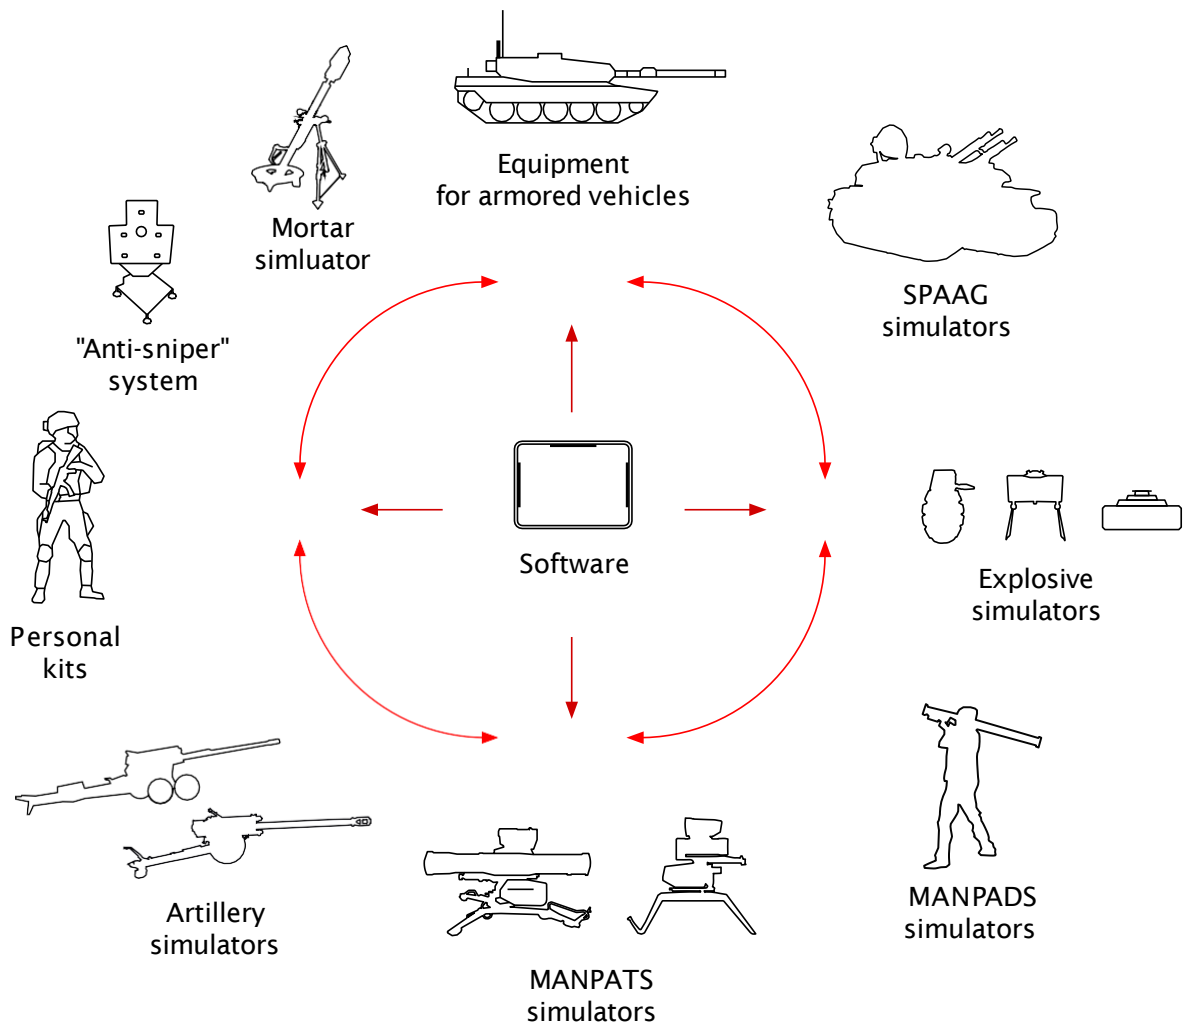 Equipment
for armored vehicles
Mortar
simluator
SPAAG
simulators
"Anti-sniper"
system
Software
Explosive
simulators
Personal
kits
MANPADS
simulators
Artillery
simulators
MANPATS
simulators